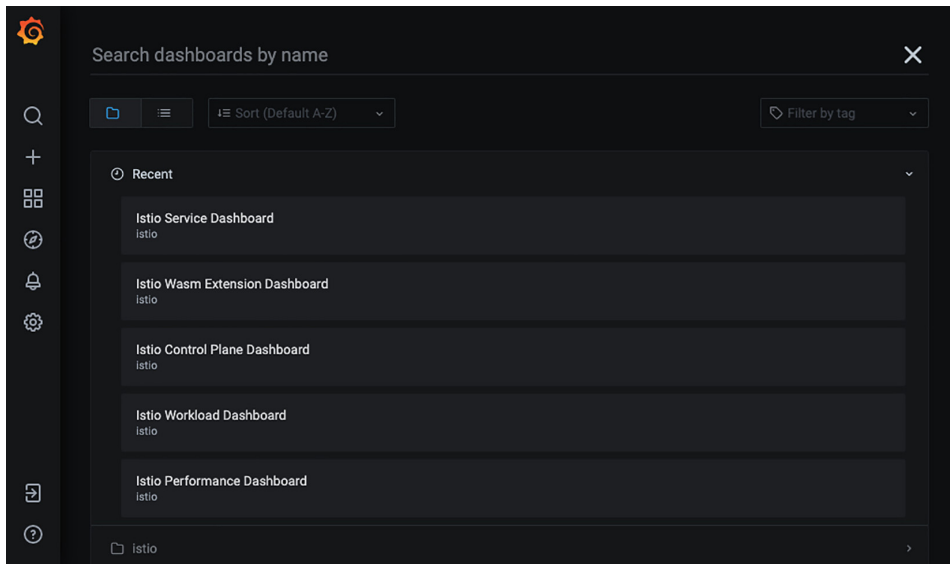 Search dashboards by name
Sort (Default A-Z)
Filter by tag
Recent
Istio Service Dashboard
istio
Istio Wasm Extension Dashboard
istio
Istio Control Plane Dashboard
istio
Istio Workload Dashboard
istio
Istio Performance Dashboard
istio
istio